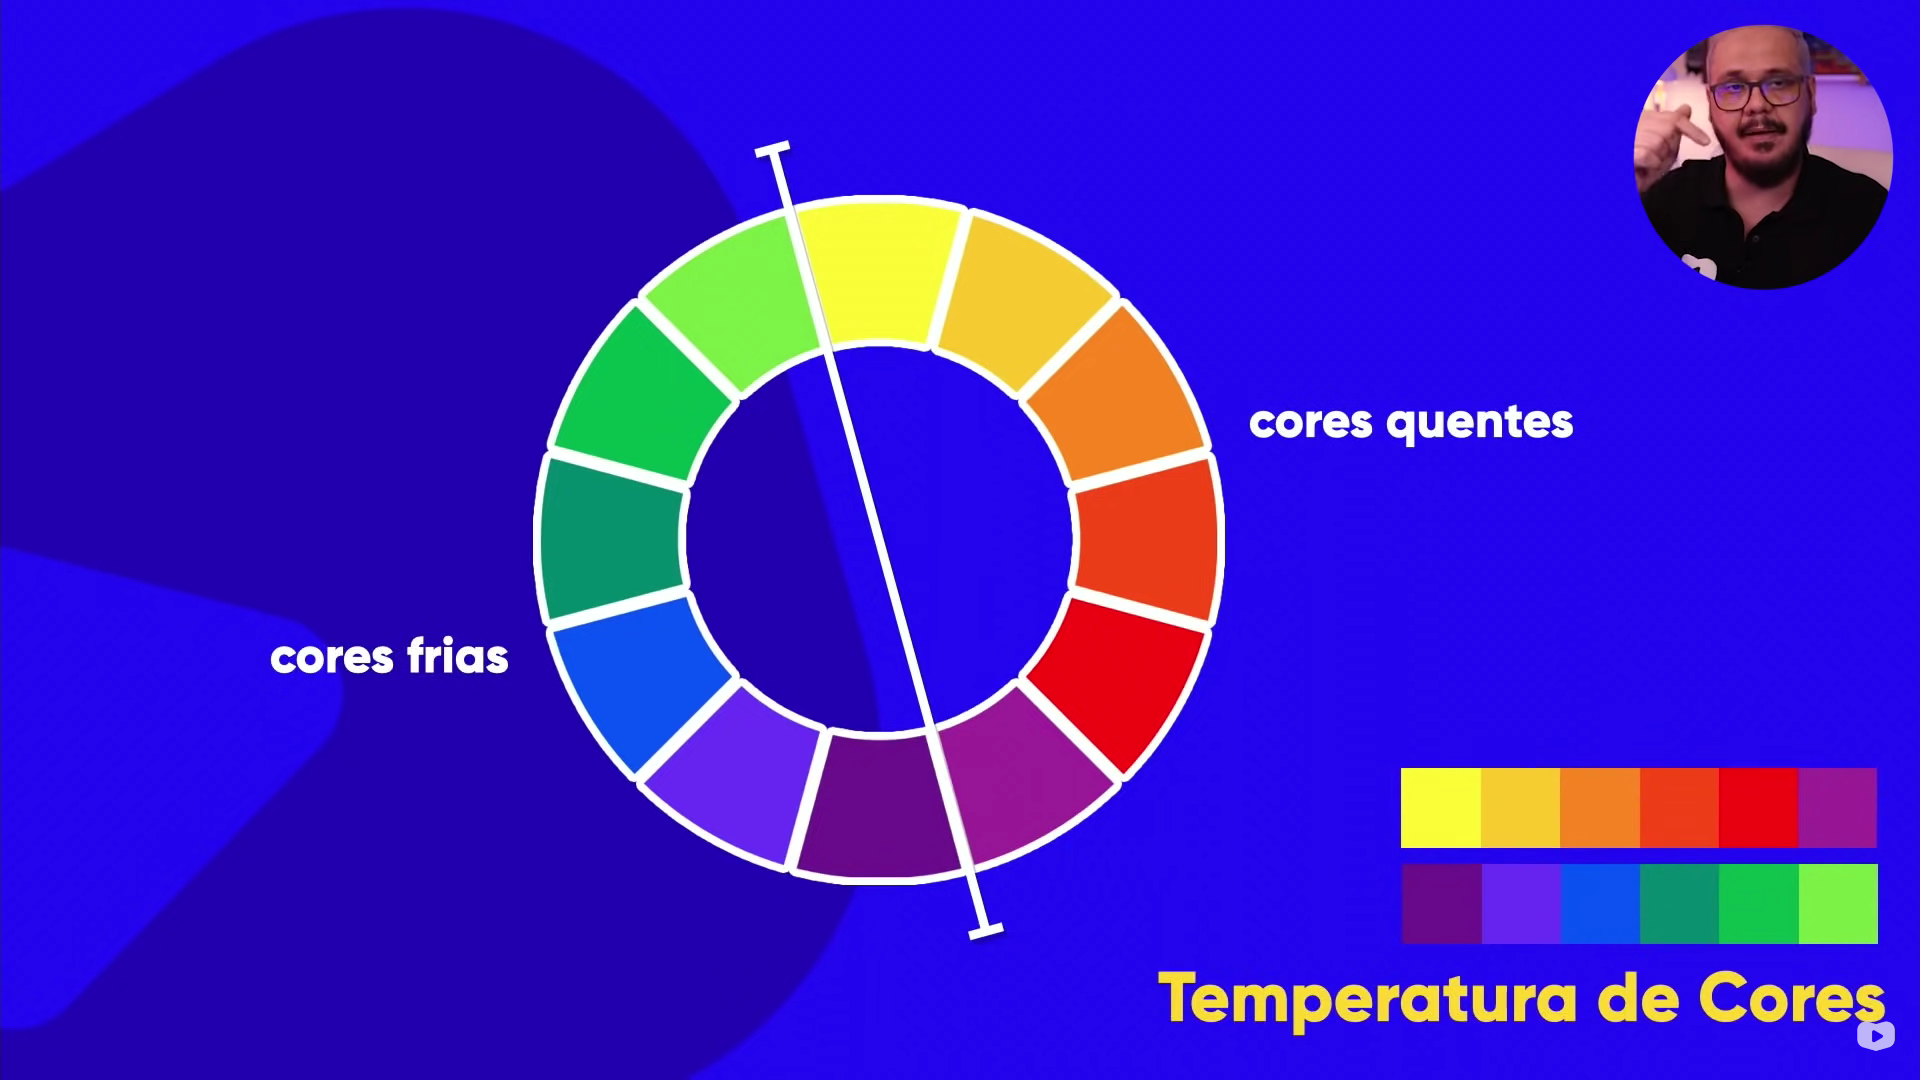 cores quentes
cores frias
Temperatura de Cores